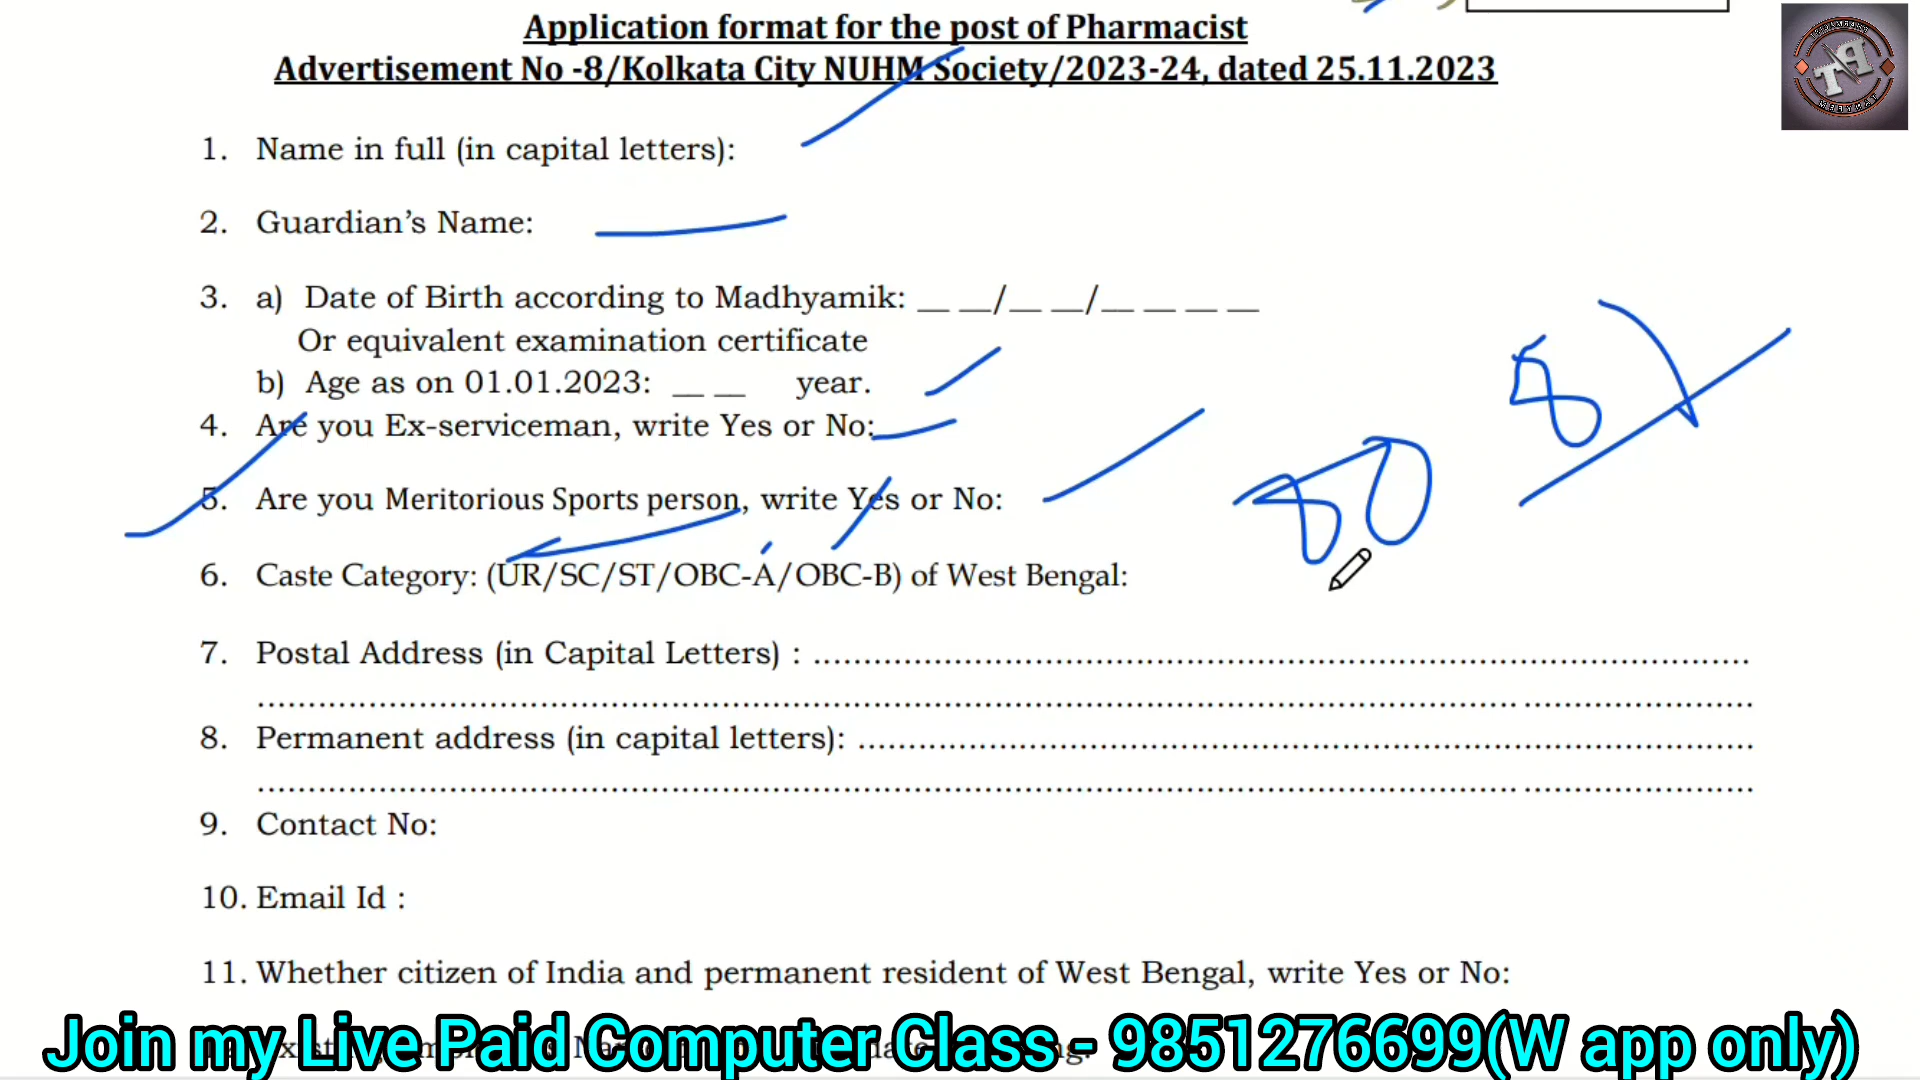 Application format for the post of Pharmacist
Advertisement No -8/Kolkata City NUHM Society/2023-24, dated 25.11.2023
1. Name in full (in capital letters):
2. Guardian's Name:
3. a) Date of Birth according to Madhyamik: __ __/__ __/__ __ __ __
Or equivalent examination certificate
b) Age as on 01.01.2023: __ __ year.
4. Are you Ex-serviceman, write Yes or No:
5. Are you Meritorious Sports person, write Yes or No:
6. Caste Category: (UR/SC/ST/OBC-A/OBC-B) of West Bengal:
7. Postal Address (in Capital Letters) :
8. Permanent address (in capital letters):
9. Contact No:
10. Email Id :
11. Whether citizen of India and permanent resident of West Bengal, write Yes or No:
Join my Live Paid Computer Class - 9851276699(W app only)